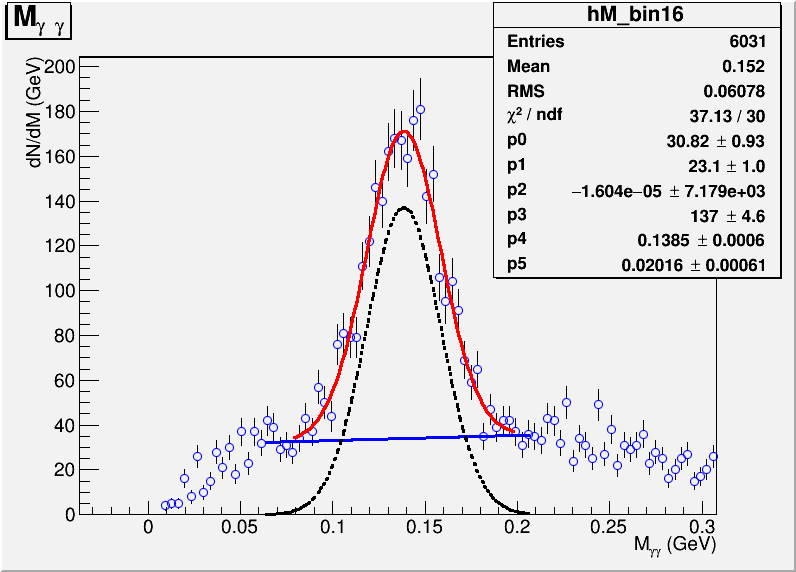 M γ γ
hM_bin16
Entries 6031
Mean 0.152
RMS 0.06078
χ² / ndf 37.13 / 30
p0 30.82 ± 0.93
p1 23.1 ± 1.0
p2 −1.604e−05 ± 7.179e+03
p3 137 ± 4.6
p4 0.1385 ± 0.0006
p5 0.02016 ± 0.00061
dN/dM (GeV)
200
180
160
140
120
100
80
60
40
20
0
0 0.05 0.1 0.15 0.2 0.25 0.3
Mγγ (GeV)